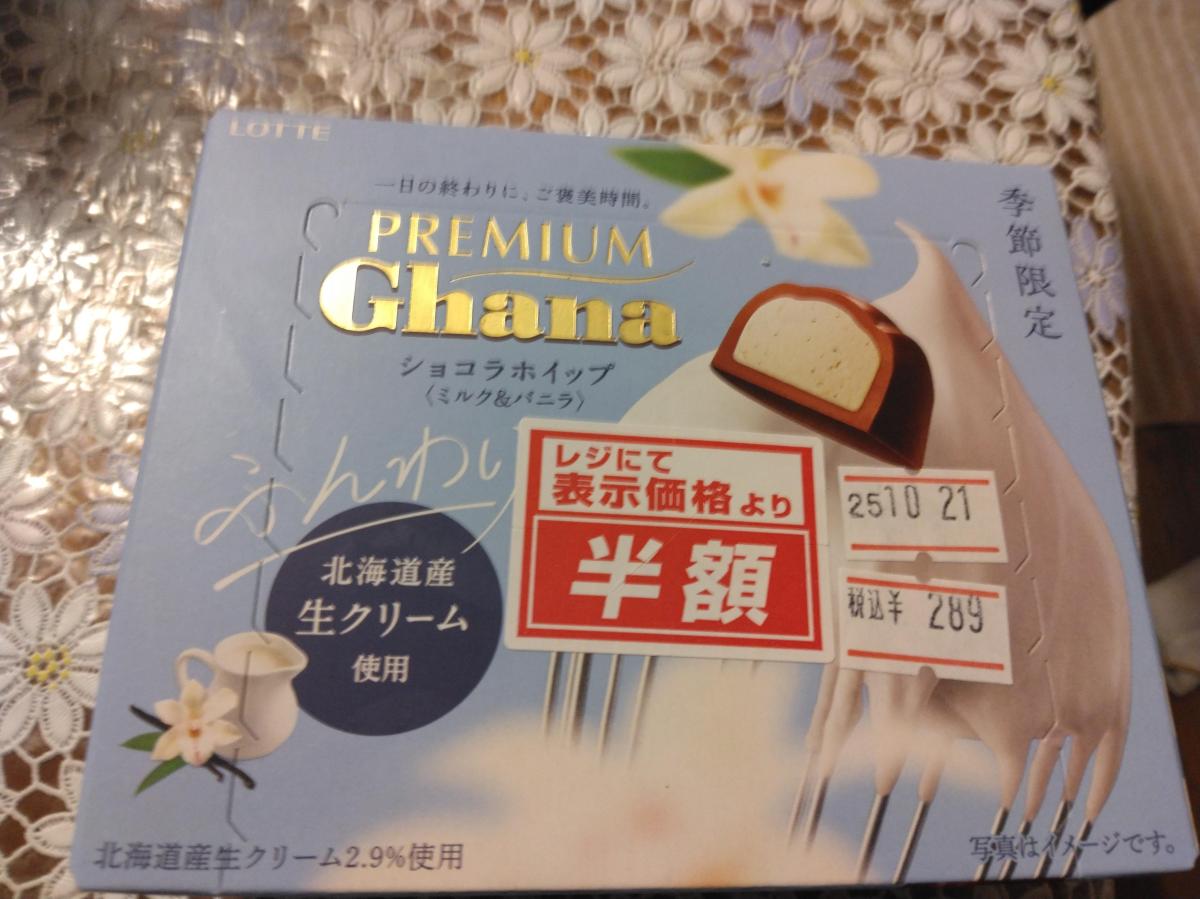 LOTTE
一日の終わりに、ご褒美時間。
PREMIUM
Ghana
ショコラホイップ
〈ミルク&バニラ〉
季節限定
ふんわり
北海道産
生クリーム
使用
レジにて
表示価格より
半額
2510 21
税込¥ 289
北海道産生クリーム2.9%使用
写真はイメージです。